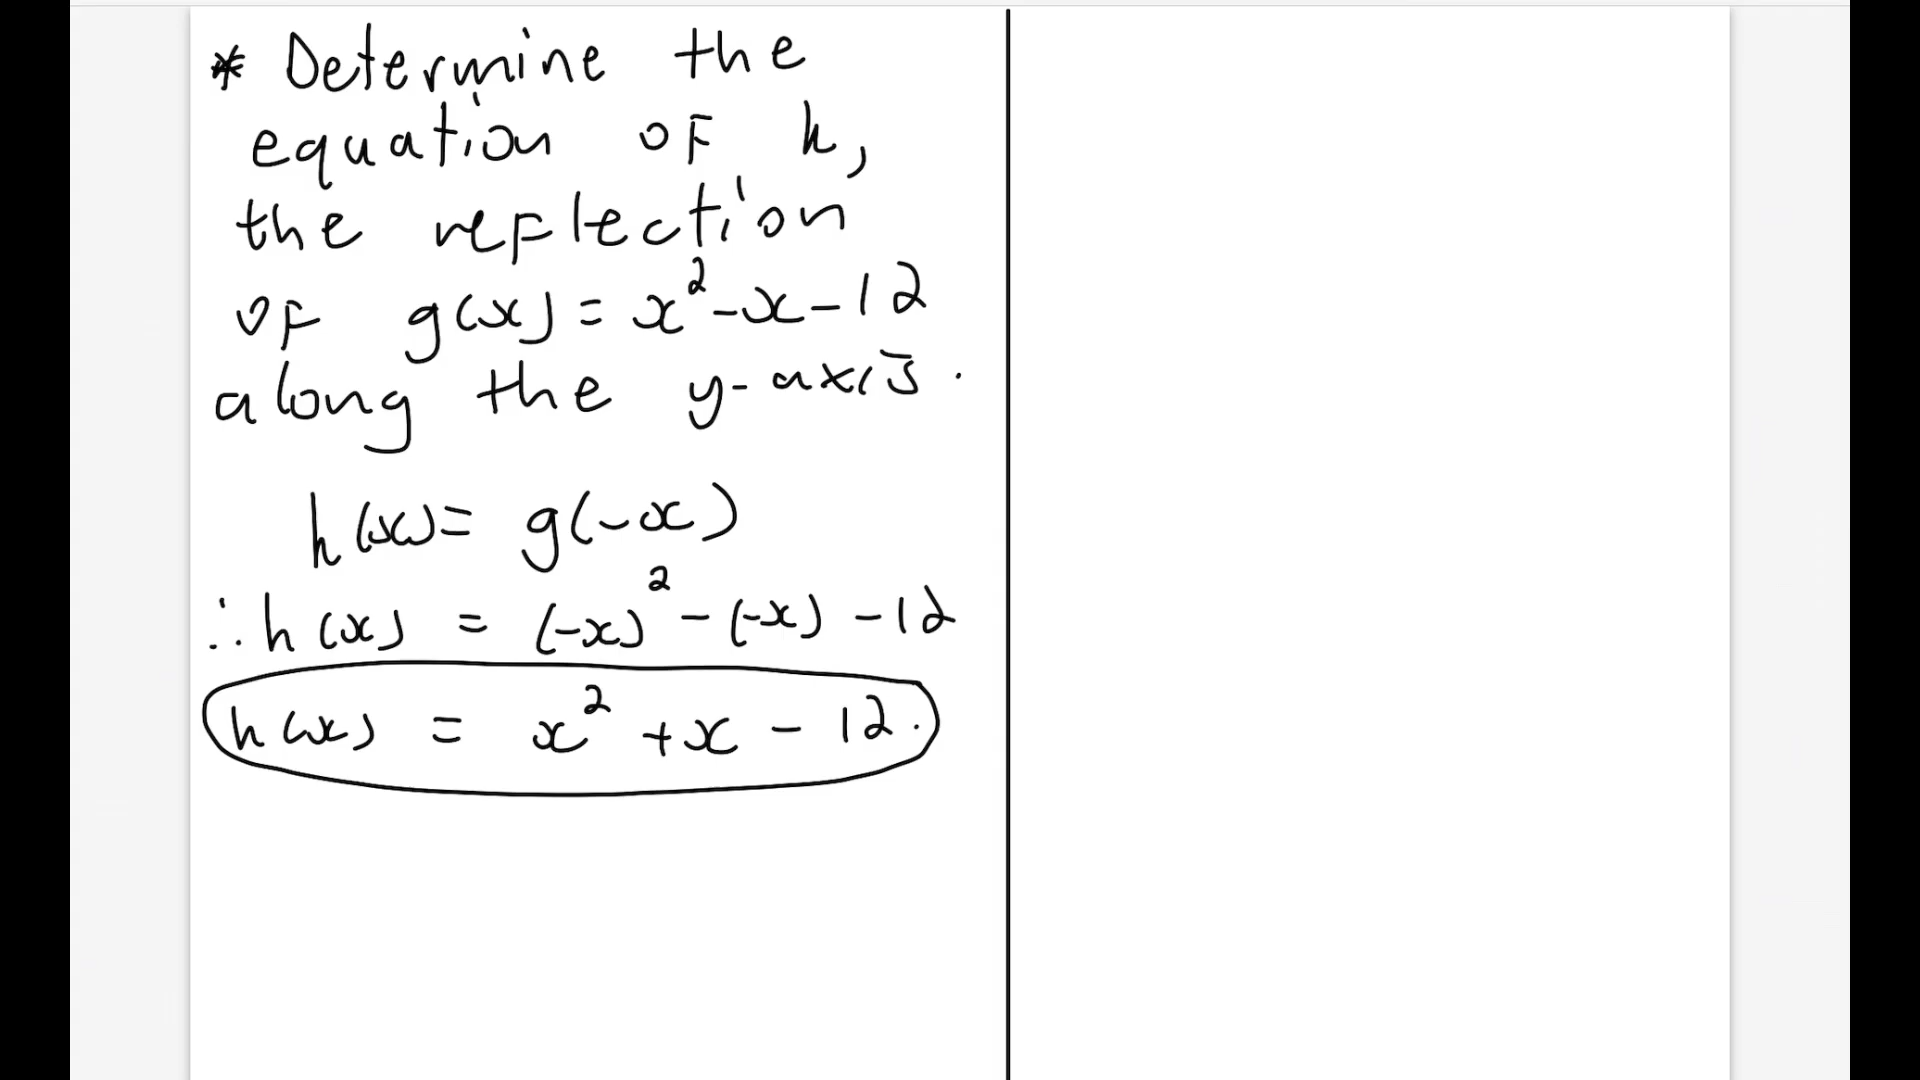 * Determine the
equation of h,
the reflection
of g(x) = x² - x - 12
along the y-axis.
h(x) = g(-x)
∴ h(x) = (-x)² - (-x) - 12
h(x) = x² + x - 12.